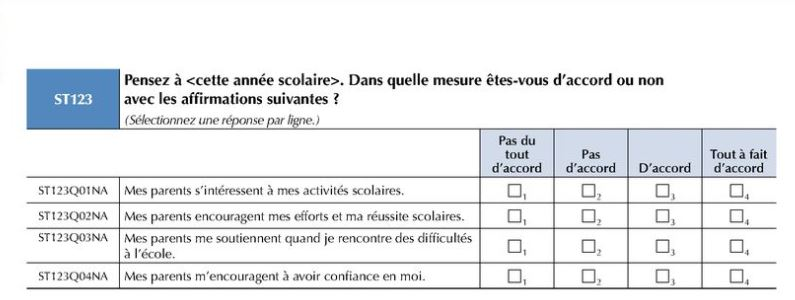 ST123
Pensez à <cette année scolaire>. Dans quelle mesure êtes-vous d’accord ou non
avec les affirmations suivantes ?
(Sélectionnez une réponse par ligne.)
Pas du tout d’accord Pas d’accord D’accord Tout à fait d’accord
ST123Q01NA Mes parents s’intéressent à mes activités scolaires. 1 2 3 4
ST123Q02NA Mes parents encouragent mes efforts et ma réussite scolaires. 1 2 3 4
ST123Q03NA Mes parents me soutiennent quand je rencontre des difficultés
à l’école. 1 2 3 4
ST123Q04NA Mes parents m’encouragent à avoir confiance en moi. 1 2 3 4